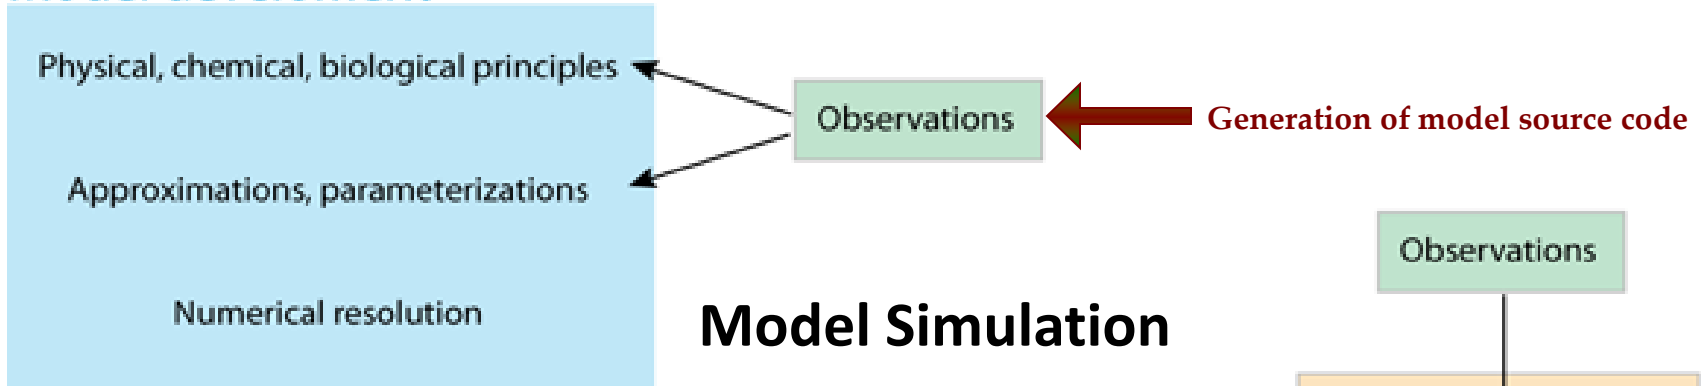 Physical, chemical, biological principles
Observations
Generation of model source code
Approximations, parameterizations
Observations
Numerical resolution
Model Simulation